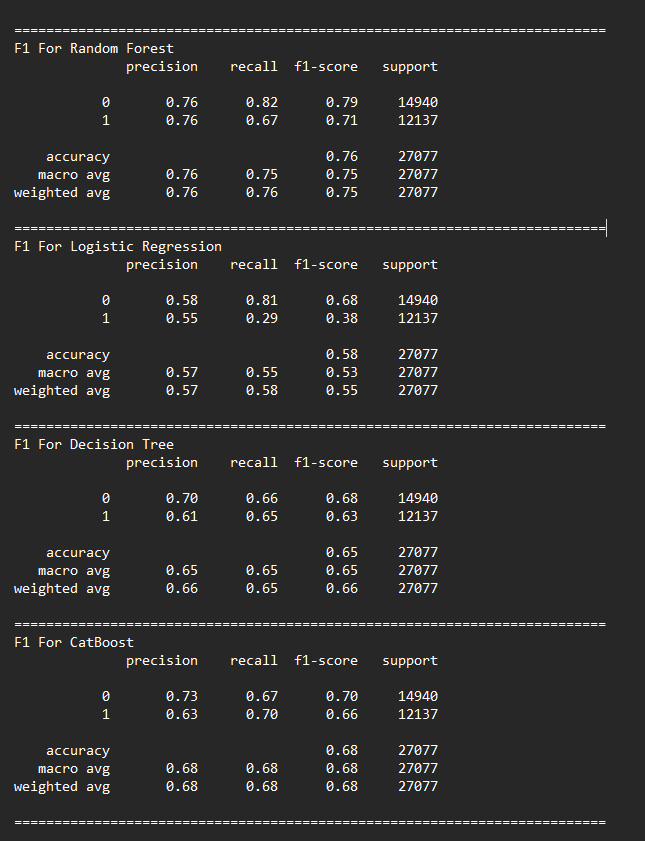 ==========================================================================
F1 For Random Forest
              precision    recall  f1-score   support

           0       0.76      0.82      0.79     14940
           1       0.76      0.67      0.71     12137

    accuracy                           0.76     27077
   macro avg       0.76      0.75      0.75     27077
weighted avg       0.76      0.76      0.75     27077

==========================================================================
F1 For Logistic Regression
              precision    recall  f1-score   support

           0       0.58      0.81      0.68     14940
           1       0.55      0.29      0.38     12137

    accuracy                           0.58     27077
   macro avg       0.57      0.55      0.53     27077
weighted avg       0.57      0.58      0.55     27077

==========================================================================
F1 For Decision Tree
              precision    recall  f1-score   support

           0       0.70      0.66      0.68     14940
           1       0.61      0.65      0.63     12137

    accuracy                           0.65     27077
   macro avg       0.65      0.65      0.65     27077
weighted avg       0.66      0.65      0.66     27077

==========================================================================
F1 For CatBoost
              precision    recall  f1-score   support

           0       0.73      0.67      0.70     14940
           1       0.63      0.70      0.66     12137

    accuracy                           0.68     27077
   macro avg       0.68      0.68      0.68     27077
weighted avg       0.68      0.68      0.68     27077

==========================================================================